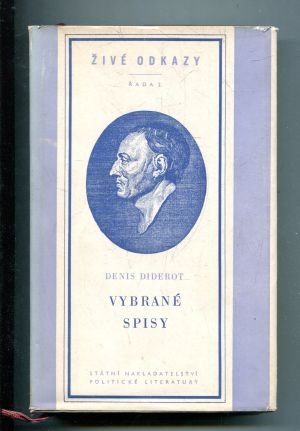 ŽIVÉ ODKAZY
ŘADA I.
DENIS DIDEROT
VYBRANÉ
SPISY
STÁTNÍ NAKLADATELSTVÍ
POLITICKÉ LITERATURY